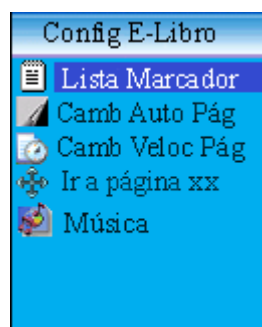 Config E-Libro
Lista Marcador
Camb Auto Pág
Camb Veloc Pág
Ir a página xx
Música